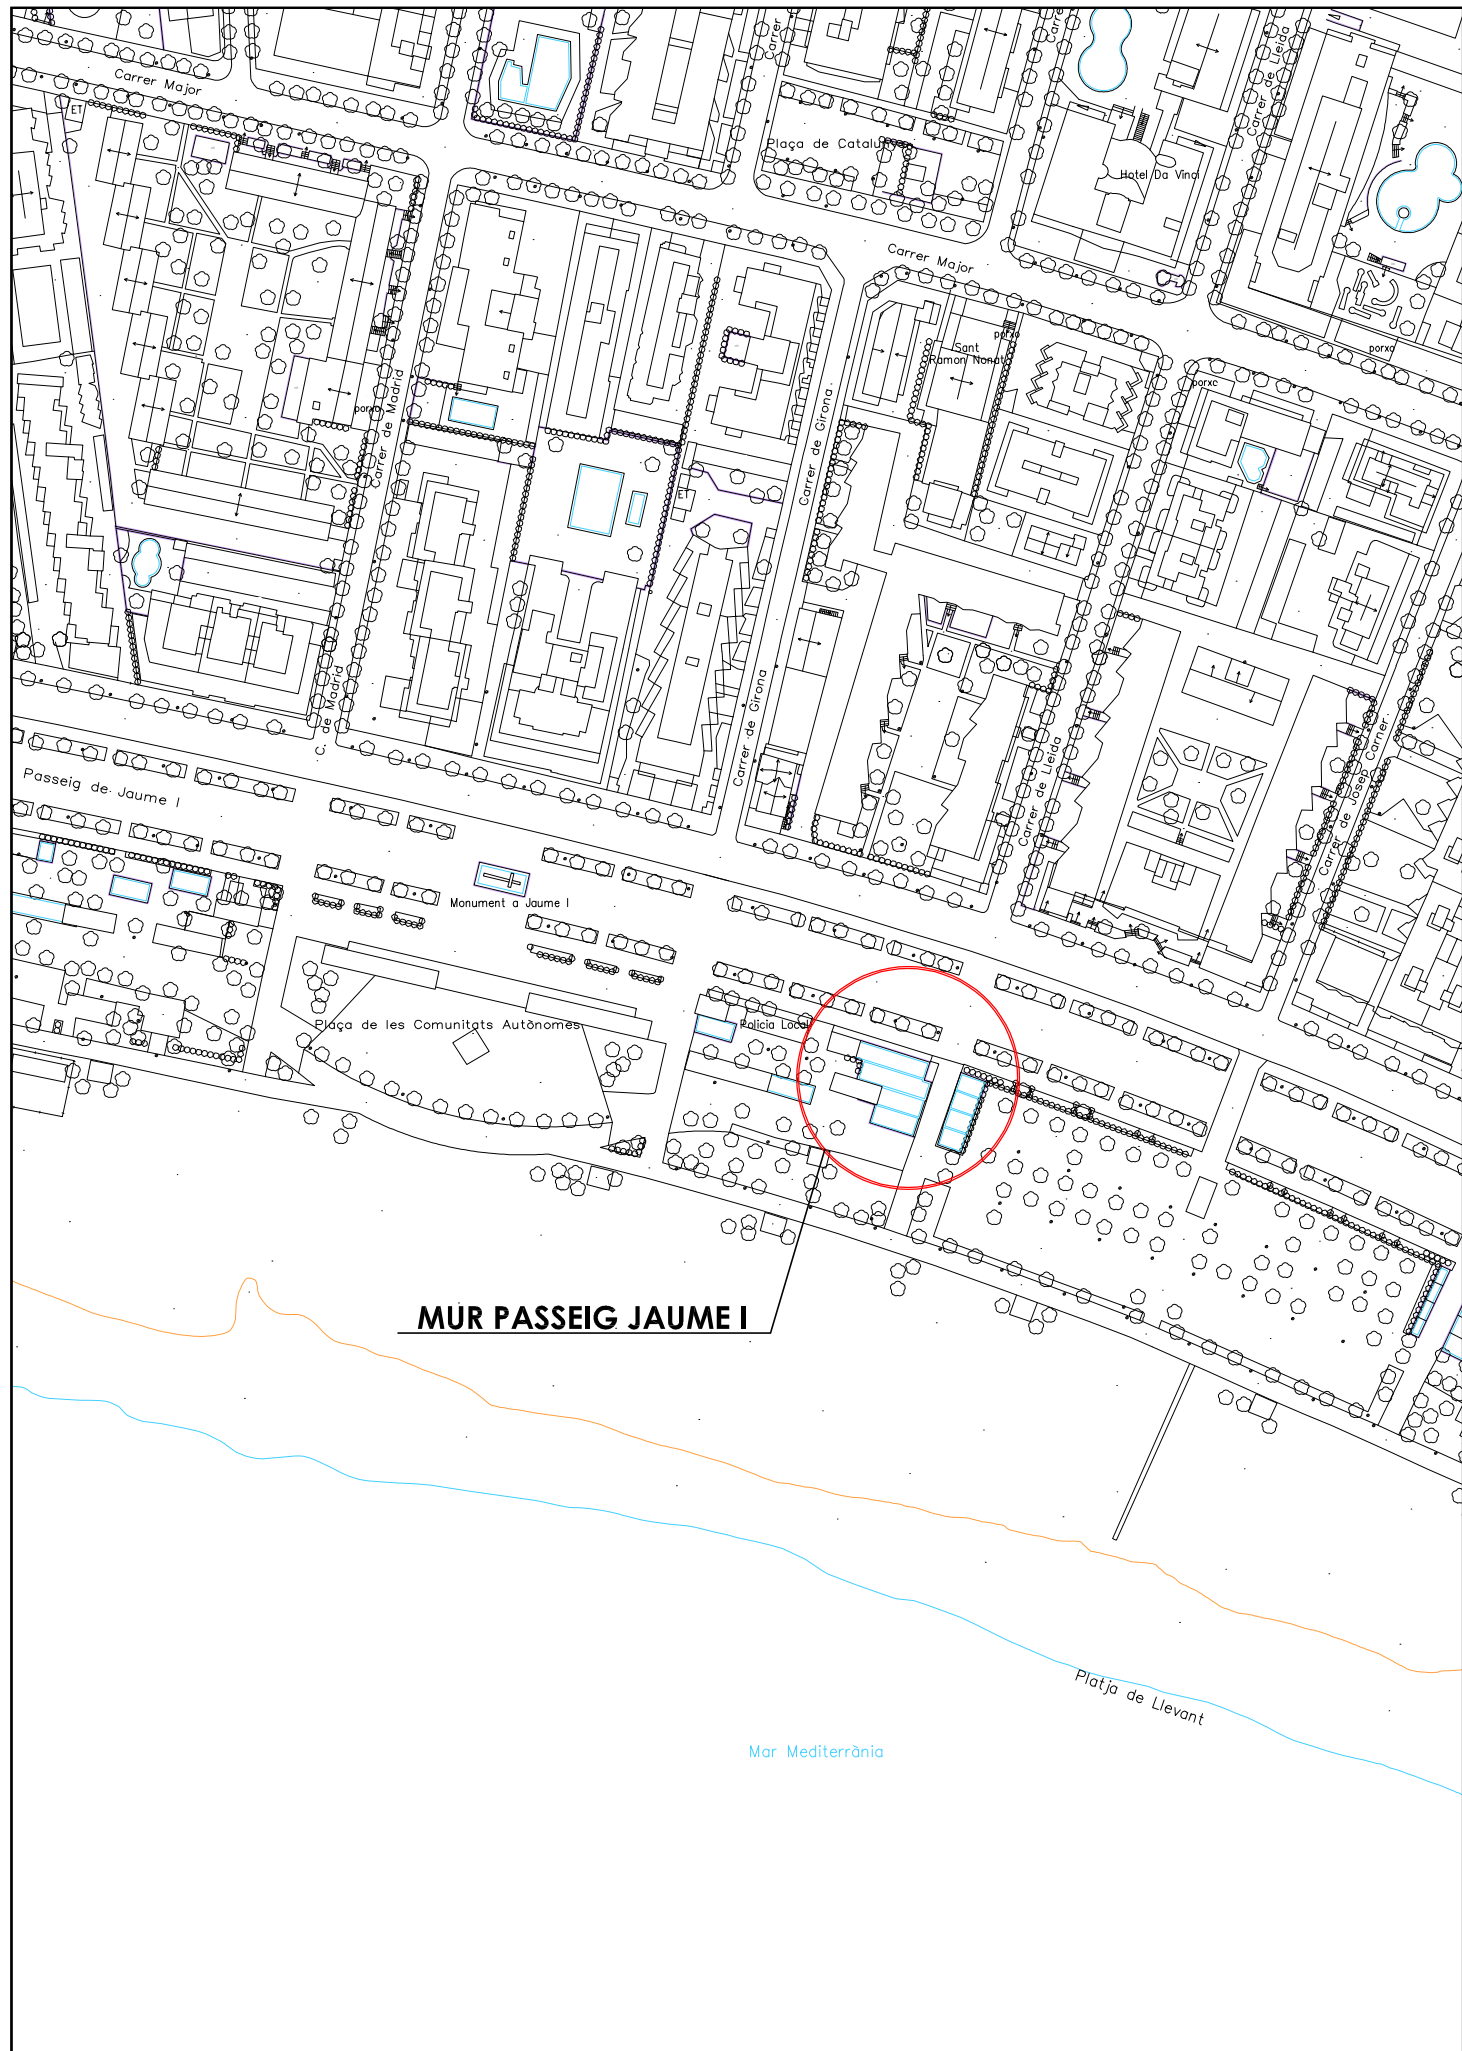 Carrer Major
ET
Carrer
Carre
Carrer de Lleida
Plaça de Catalunya
Hotel Da Vinci
Carrer Major
porxo
Sant
Ramon Nonat
porxo
porxc
Carrer de Madrid
porxo
Carrer de Girona
ET
C. de Madrid
Carrer de Girona
Carrer de Lleida
Carrer de Josep Carner.
Passeig de Jaume I
Monument a Jaume I
Plaça de les Comunitats Autònomes
Policia Local
MUR PASSEIG JAUME I
Platja de Llevant
Mar Mediterrània